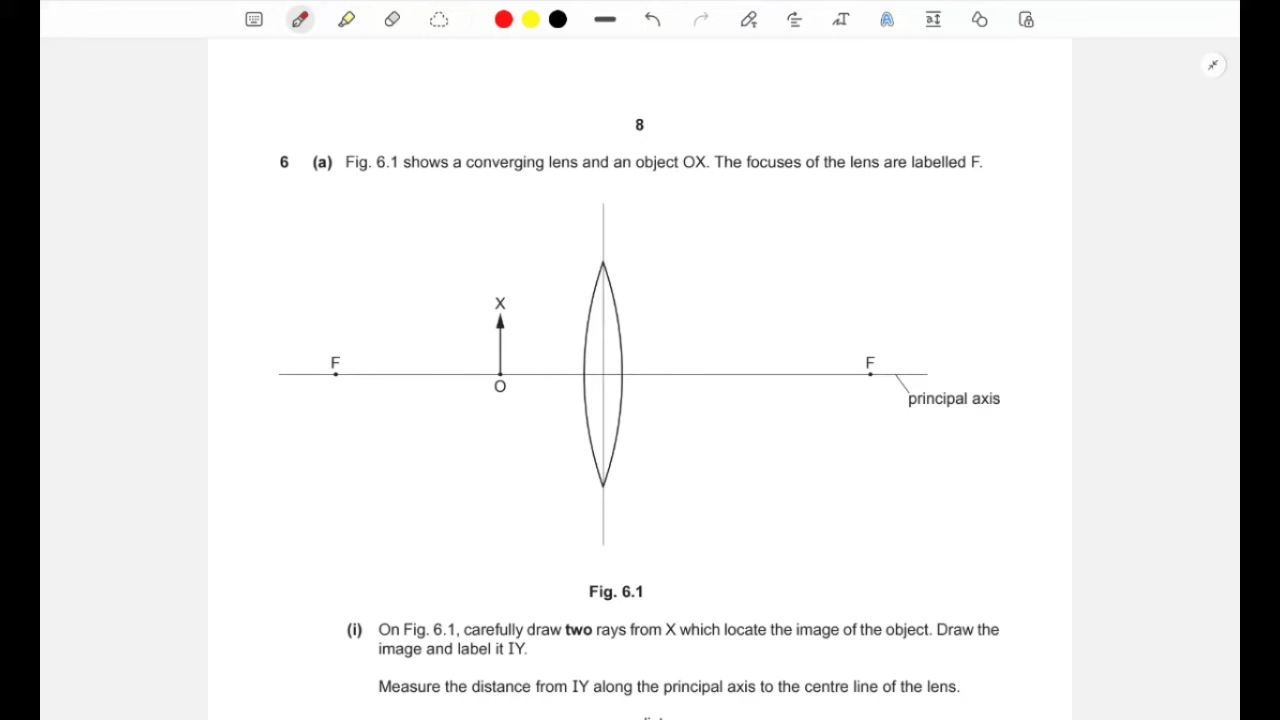 8
6 (a) Fig. 6.1 shows a converging lens and an object OX. The focuses of the lens are labelled F.
X
F
F
O
principal axis
Fig. 6.1
(i) On Fig. 6.1, carefully draw two rays from X which locate the image of the object. Draw the
image and label it IY.
Measure the distance from IY along the principal axis to the centre line of the lens.